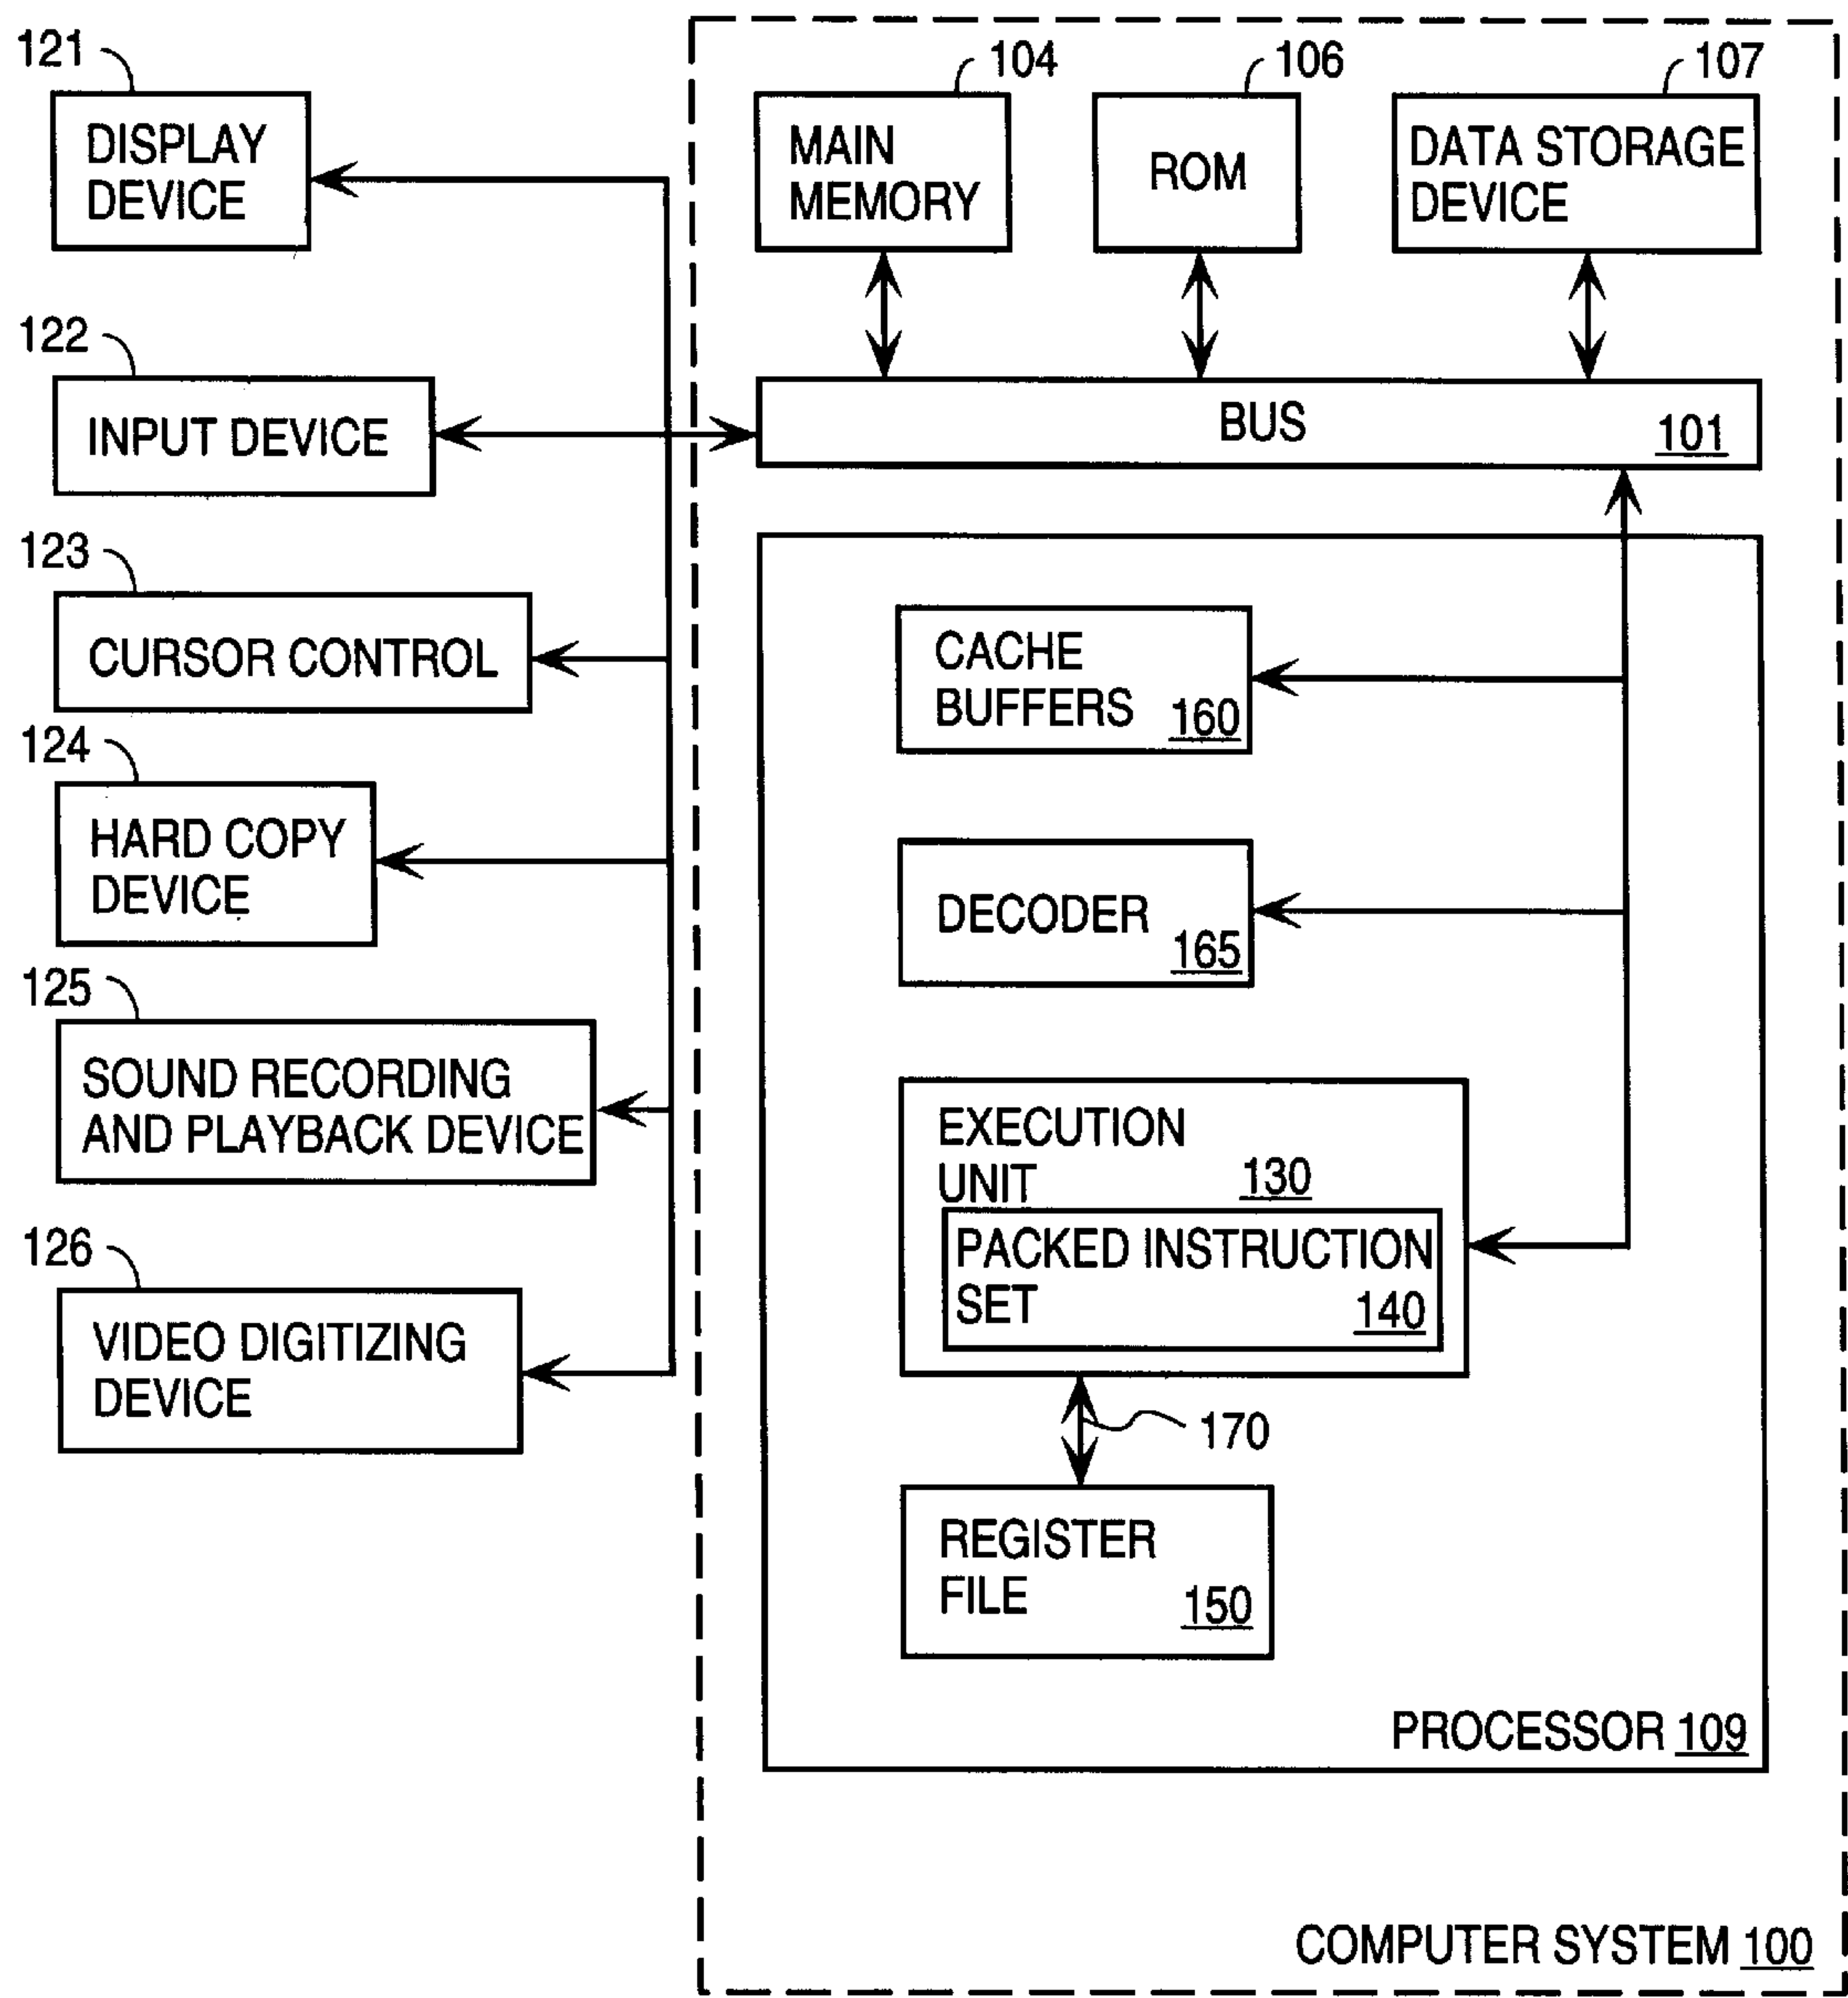 121
DISPLAY
DEVICE
122
INPUT DEVICE
123
CURSOR CONTROL
124
HARD COPY
DEVICE
125
SOUND RECORDING
AND PLAYBACK DEVICE
126
VIDEO DIGITIZING
DEVICE
104
MAIN
MEMORY
106
ROM
107
DATA STORAGE
DEVICE
BUS
101
CACHE
BUFFERS 160
DECODER
165
EXECUTION
UNIT 130
PACKED INSTRUCTION
SET 140
170
REGISTER
FILE 150
PROCESSOR 109
COMPUTER SYSTEM 100